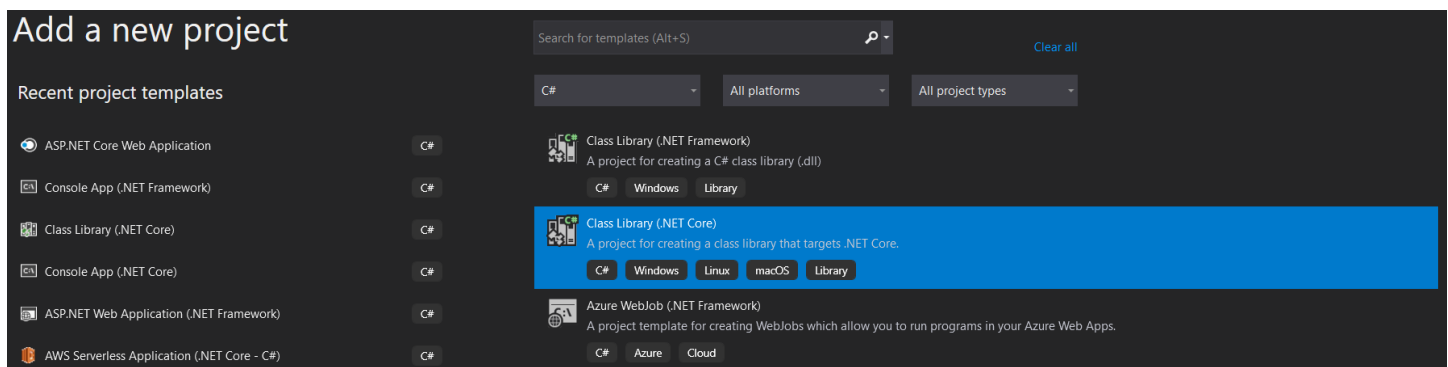 Add a new project
Search for templates (Alt+S)
Clear all
Recent project templates
C#
All platforms
All project types
ASP.NET Core Web Application
C#
Console App (.NET Framework)
C#
Class Library (.NET Core)
C#
Console App (.NET Core)
C#
ASP.NET Web Application (.NET Framework)
C#
AWS Serverless Application (.NET Core - C#)
C#
Class Library (.NET Framework)
A project for creating a C# class library (.dll)
C# Windows Library
Class Library (.NET Core)
A project for creating a class library that targets .NET Core.
C# Windows Linux macOS Library
Azure WebJob (.NET Framework)
A project template for creating WebJobs which allow you to run programs in your Azure Web Apps.
C# Azure Cloud